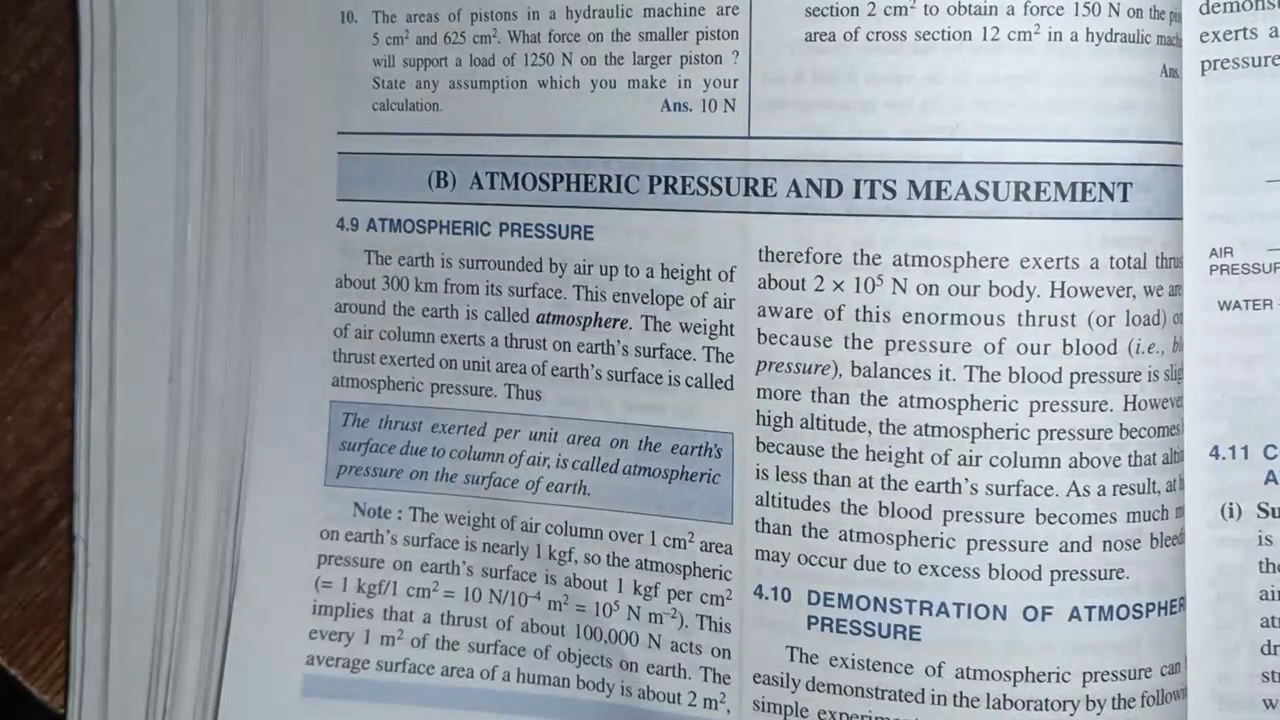 10. The areas of pistons in a hydraulic machine are
5 cm² and 625 cm². What force on the smaller piston
will support a load of 1250 N on the larger piston ?
State any assumption which you make in your
calculation. Ans. 10 N
section 2 cm² to obtain a force 150 N on the
area of cross section 12 cm² in a hydraulic
Ans.
(B) ATMOSPHERIC PRESSURE AND ITS MEASUREMENT
4.9 ATMOSPHERIC PRESSURE
The earth is surrounded by air up to a height of
about 300 km from its surface. This envelope of air
around the earth is called atmosphere. The weight
of air column exerts a thrust on earth's surface. The
thrust exerted on unit area of earth's surface is called
atmospheric pressure. Thus
The thrust exerted per unit area on the earth's
surface due to column of air, is called atmospheric
pressure on the surface of earth.
Note : The weight of air column over 1 cm² area
on earth's surface is nearly 1 kgf, so the atmospheric
pressure on earth's surface is about 1 kgf per cm²
(= 1 kgf/1 cm² = 10 N/10⁻⁴ m² = 10⁵ N m⁻²). This
implies that a thrust of about 100,000 N acts on
every 1 m² of the surface of objects on earth. The
average surface area of a human body is about 2 m²,
therefore the atmosphere exerts a total
about 2 × 10⁵ N on our body. However, we
aware of this enormous thrust (or load)
because the pressure of our blood (i.e.,
pressure), balances it. The blood pressure is
more than the atmospheric pressure.
high altitude, the atmospheric pressure becomes
because the height of air column above that
is less than at the earth's surface. As a result, at
altitudes the blood pressure becomes much
than the atmospheric pressure and nose
may occur due to excess blood pressure.
4.10 DEMONSTRATION OF
PRESSURE
The existence of atmospheric pressure can
easily demonstrated in the laboratory by the
simple
exerts a
pressure
AIR
WATER
4.11
(i)
is